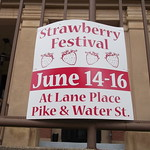 Strawberry
Festival
June 14-16
At Lane Place
Pike & Water St.